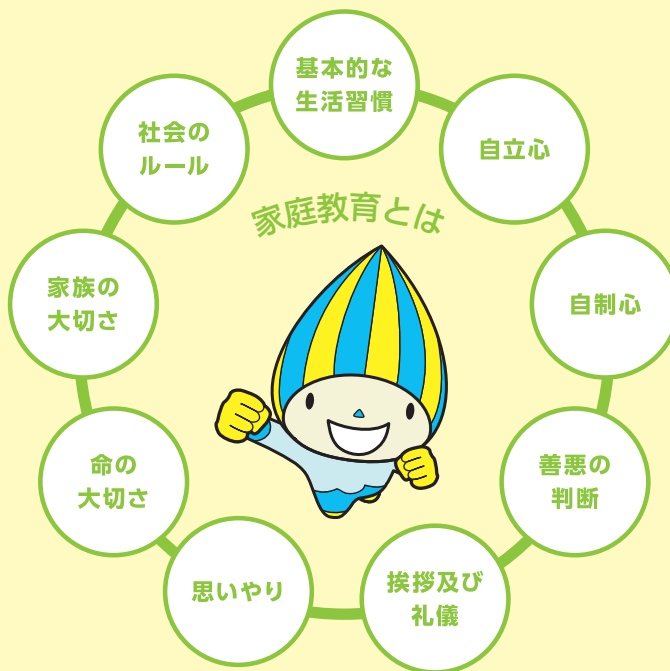 家庭教育とは
基本的な
生活習慣
自立心
自制心
善悪の
判断
挨拶及び
礼儀
思いやり
命の
大切さ
家族の
大切さ
社会の
ルール